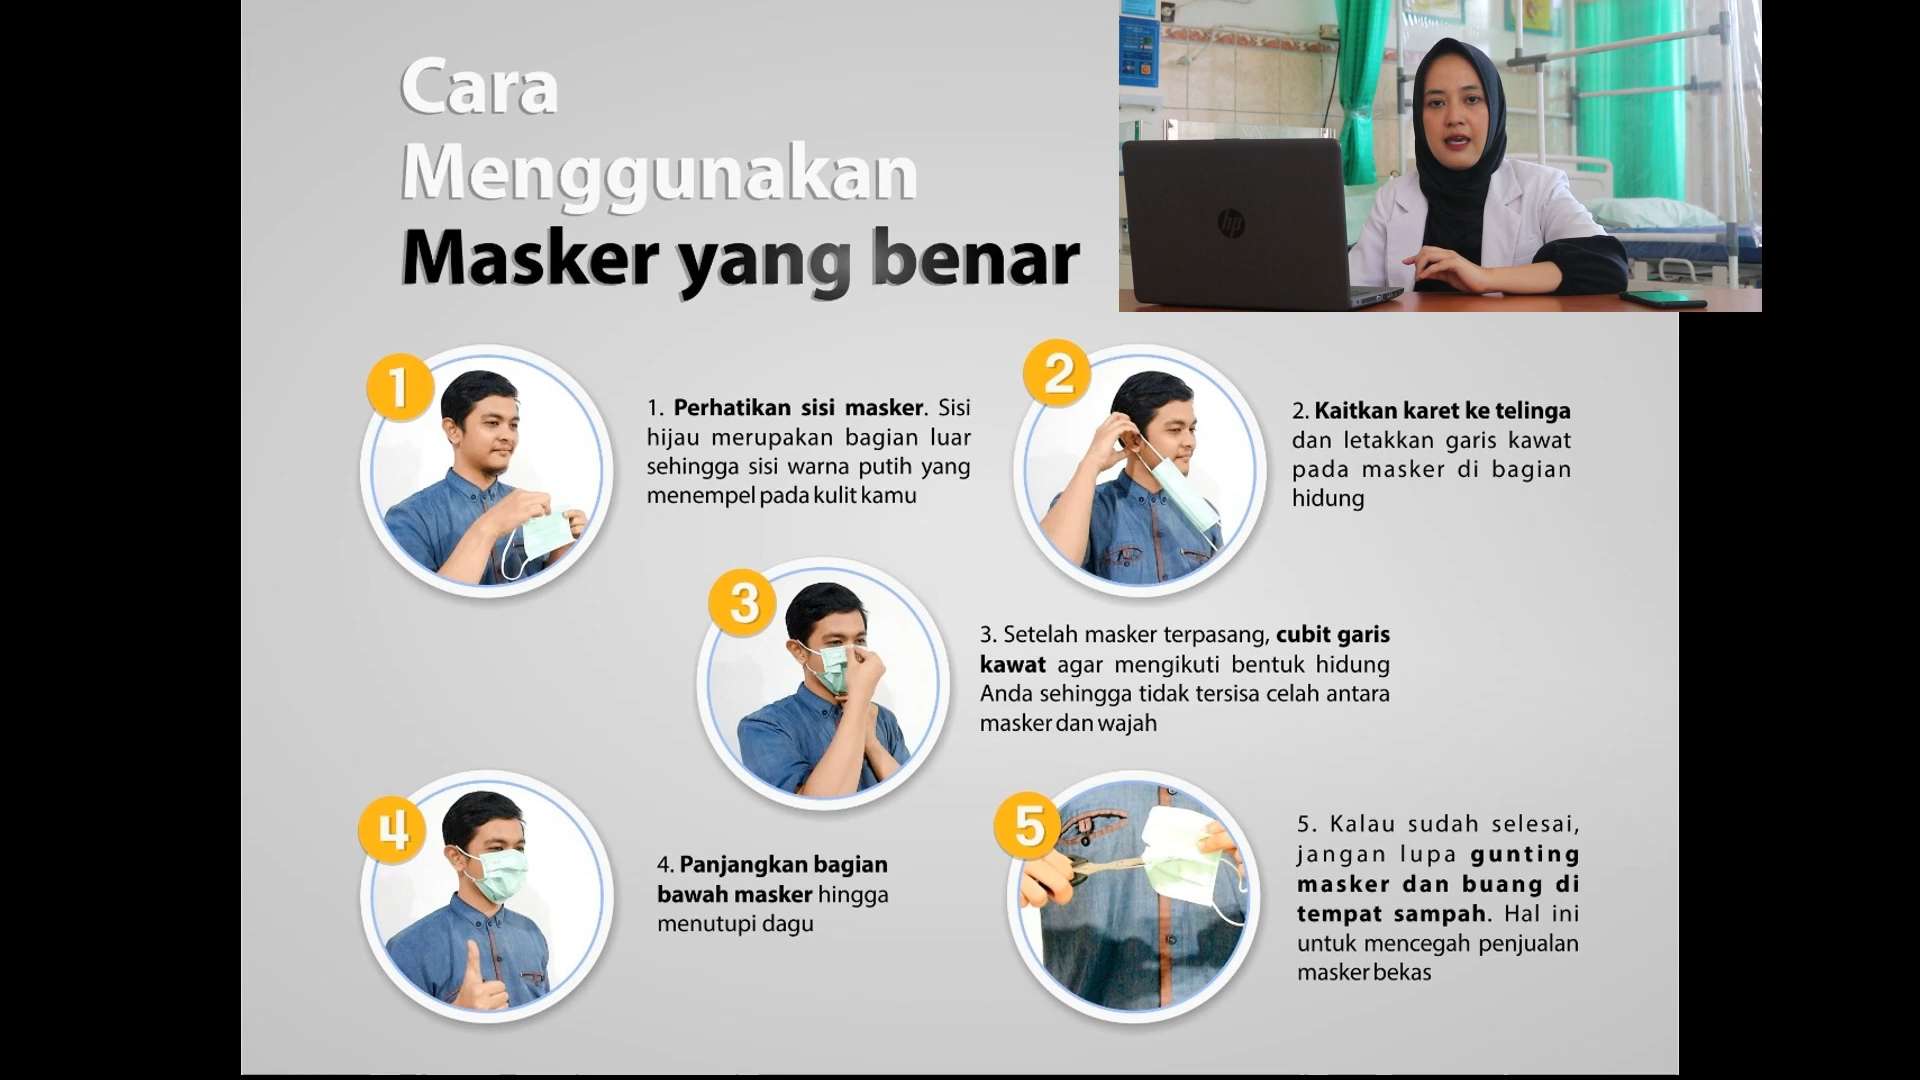 Cara
Menggunakan
Masker yang benar
hp
1
1. Perhatikan sisi masker. Sisi
hijau merupakan bagian luar
sehingga sisi warna putih yang
menempel pada kulit kamu
2
2. Kaitkan karet ke telinga
dan letakkan garis kawat
pada masker di bagian
hidung
3
3. Setelah masker terpasang, cubit garis
kawat agar mengikuti bentuk hidung
Anda sehingga tidak tersisa celah antara
masker dan wajah
4
4. Panjangkan bagian
bawah masker hingga
menutupi dagu
5
5. Kalau sudah selesai,
jangan lupa gunting
masker dan buang di
tempat sampah. Hal ini
untuk mencegah penjualan
masker bekas